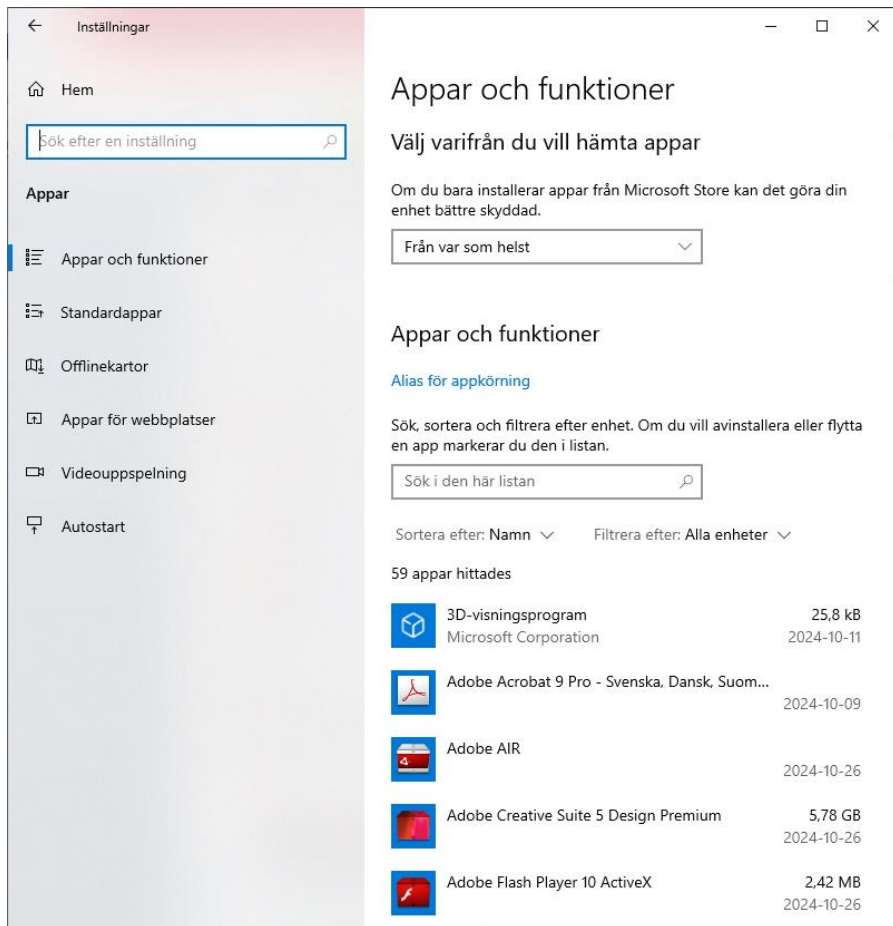 Inställningar
Hem
Sök efter en inställning
Appar
Appar och funktioner
Standardappar
Offlinekartor
Appar för webbplatser
Videouppspelning
Autostart
Appar och funktioner
Välj varifrån du vill hämta appar
Om du bara installerar appar från Microsoft Store kan det göra din
enhet bättre skyddad.
Från var som helst
Appar och funktioner
Alias för appkörning
Sök, sortera och filtrera efter enhet. Om du vill avinstallera eller flytta
en app markerar du den i listan.
Sök i den här listan
Sortera efter: Namn Filtrera efter: Alla enheter
59 appar hittades
3D-visningsprogram 25,8 kB
Microsoft Corporation 2024-10-11
Adobe Acrobat 9 Pro - Svenska, Dansk, Suom...
2024-10-09
Adobe AIR
2024-10-26
Adobe Creative Suite 5 Design Premium 5,78 GB
2024-10-26
Adobe Flash Player 10 ActiveX 2,42 MB
2024-10-26